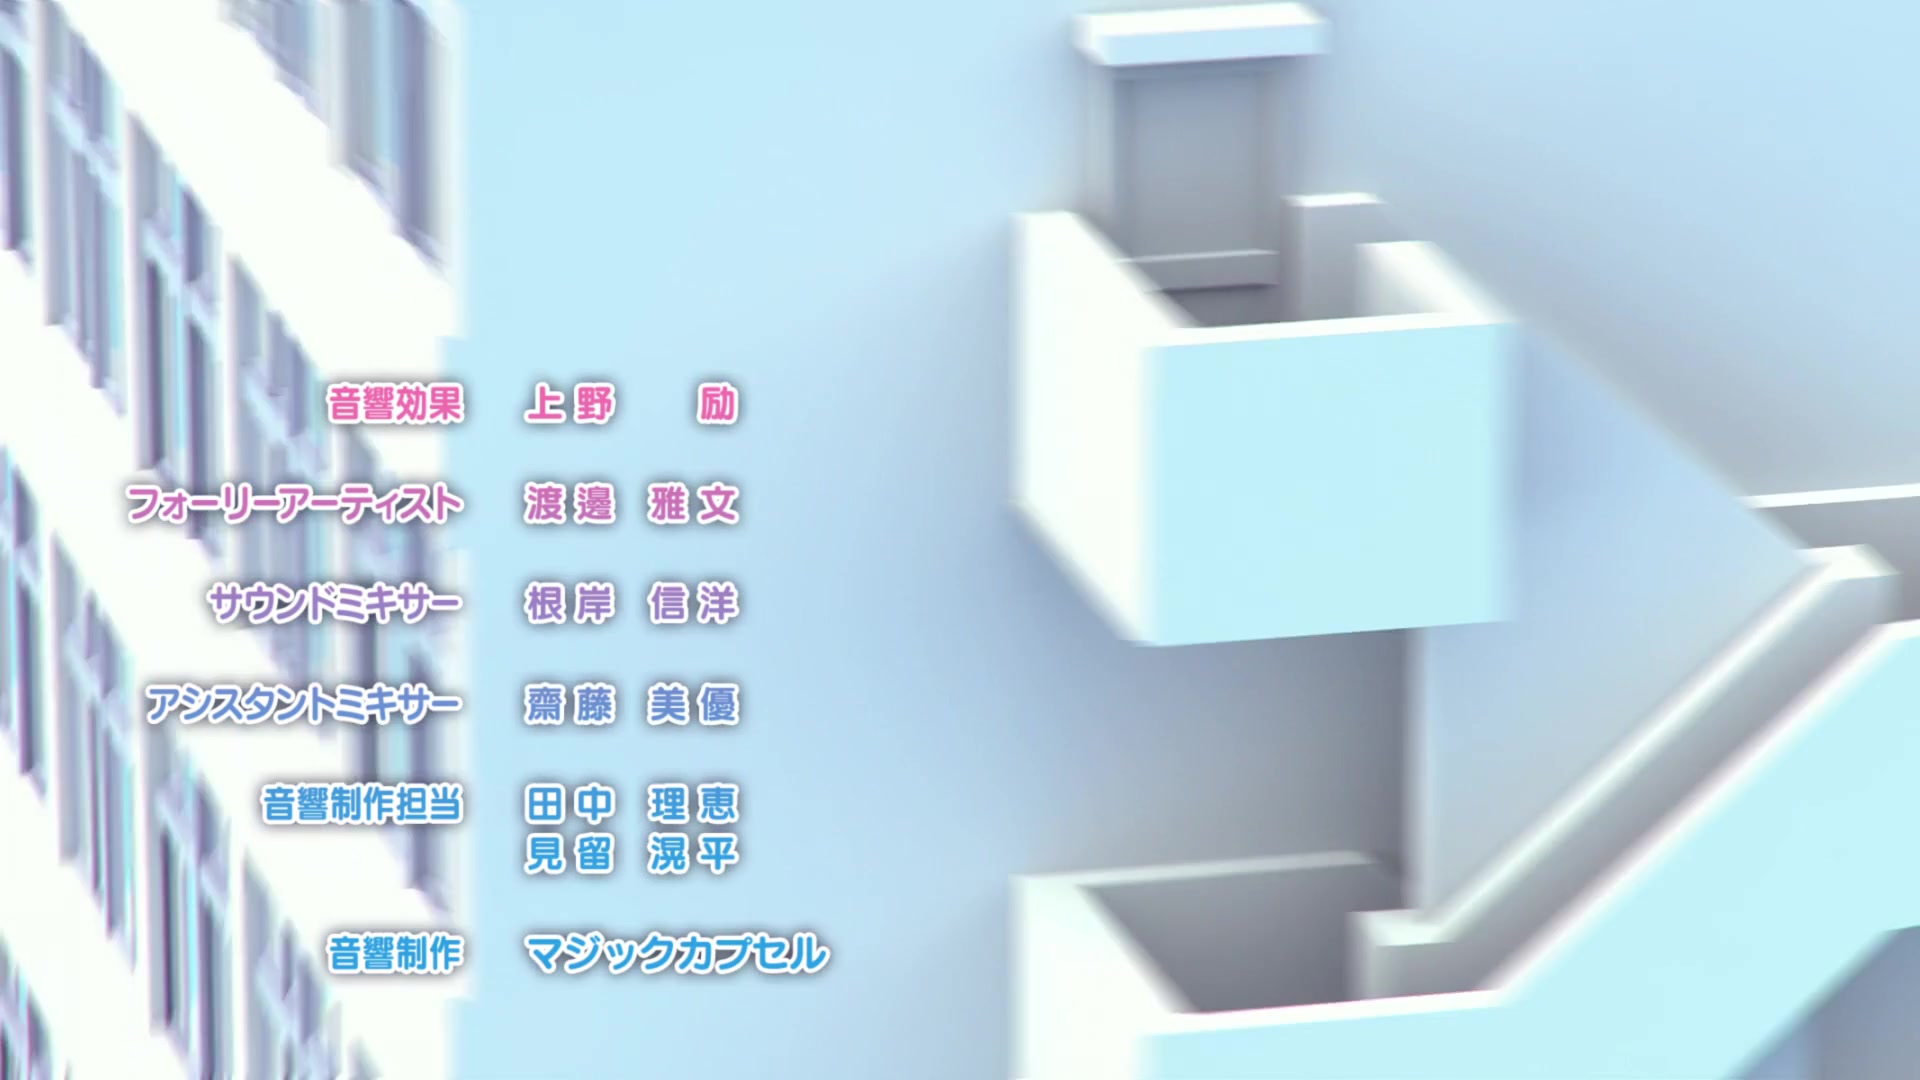 音響効果 上野 励
フォーリーアーティスト 渡邊 雅文
サウンドミキサー 根岸 信洋
アシスタントミキサー 齋藤 美優
音響制作担当 田中 理恵
見留 滉平
音響制作 マジックカプセル